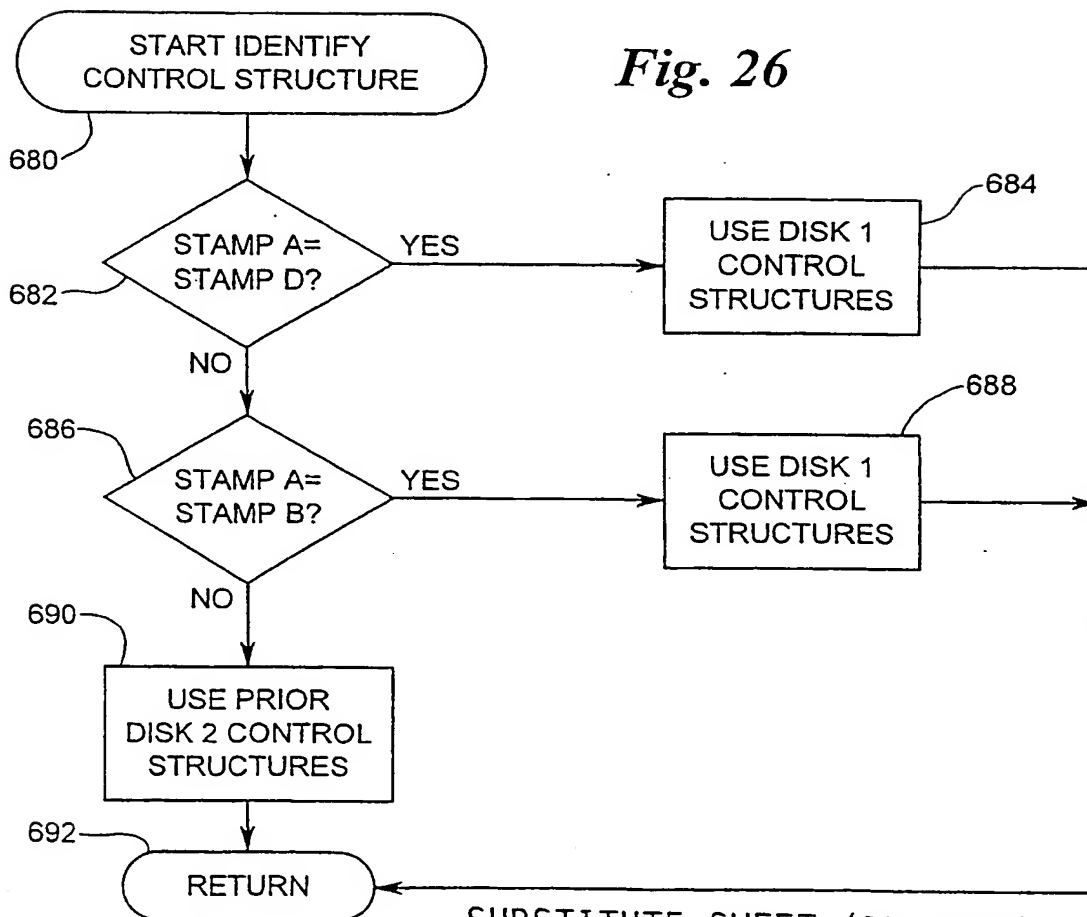 START IDENTIFY
CONTROL STRUCTURE
Fig. 26
680
STAMP A=
STAMP D?
YES
682
NO
USE DISK 1
CONTROL
STRUCTURES
684
STAMP A=
STAMP B?
YES
686
NO
USE DISK 1
CONTROL
STRUCTURES
688
690
USE PRIOR
DISK 2 CONTROL
STRUCTURES
692
RETURN
SUBSTITUTE SHEET